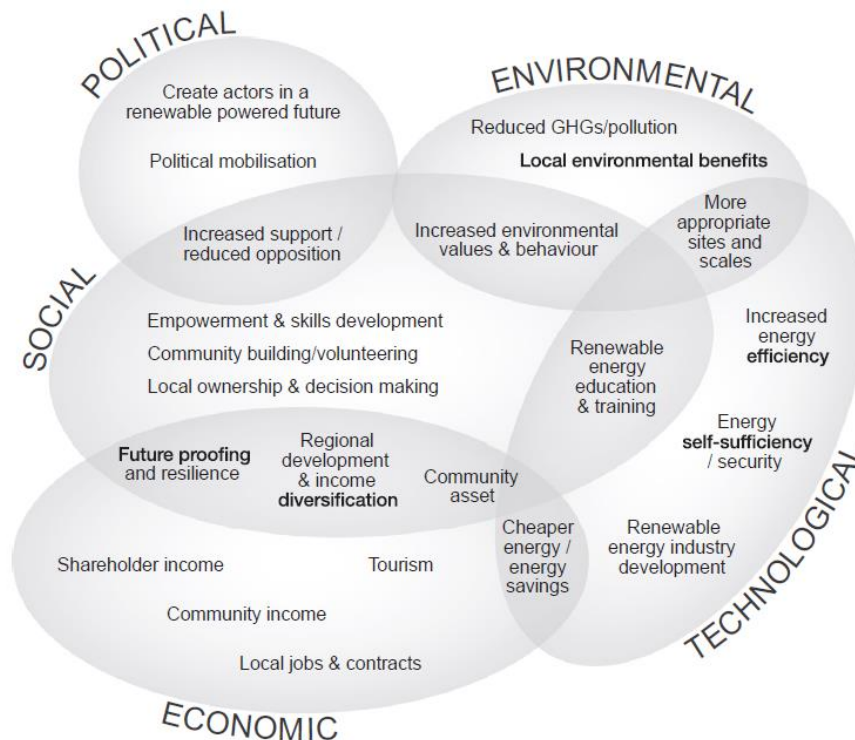 POLITICAL
Create actors in a
renewable powered future
Political mobilisation
ENVIRONMENTAL
Reduced GHGs/pollution
Local environmental benefits
More
appropriate
sites and
scales
Increased support /
reduced opposition
Increased environmental
values & behaviour
SOCIAL
Empowerment & skills development
Community building/volunteering
Local ownership & decision making
Renewable
energy
education
& training
Increased
energy
efficiency
Energy
self-sufficiency
/ security
TECHNOLOGICAL
Future proofing
and resilience
Regional
development
& income
diversification
Community
asset
Cheaper
energy /
energy
savings
Renewable
energy industry
development
Shareholder income
Tourism
Community income
Local jobs & contracts
ECONOMIC